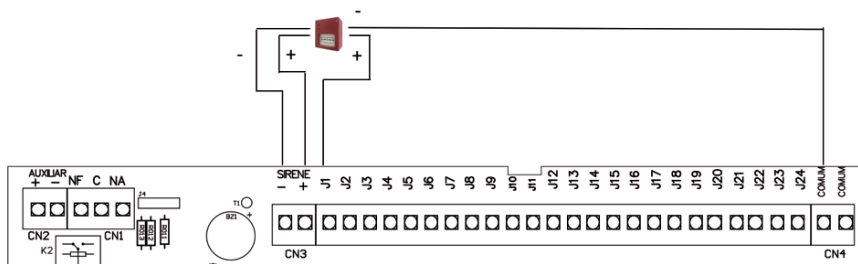 -
- + +
AUXILIAR
+ - NF C NA
J4
SIRENE
- +
J1 J2 J3 J4 J5 J6 J7 J8 J9 J10 J11 J12 J13 J14 J15 J16 J17 J18 J19 J20 J21 J22 J23 J24 COMUM COMUM
T1
BZ1
+
CN2 CN1
CN3 CN4
K2